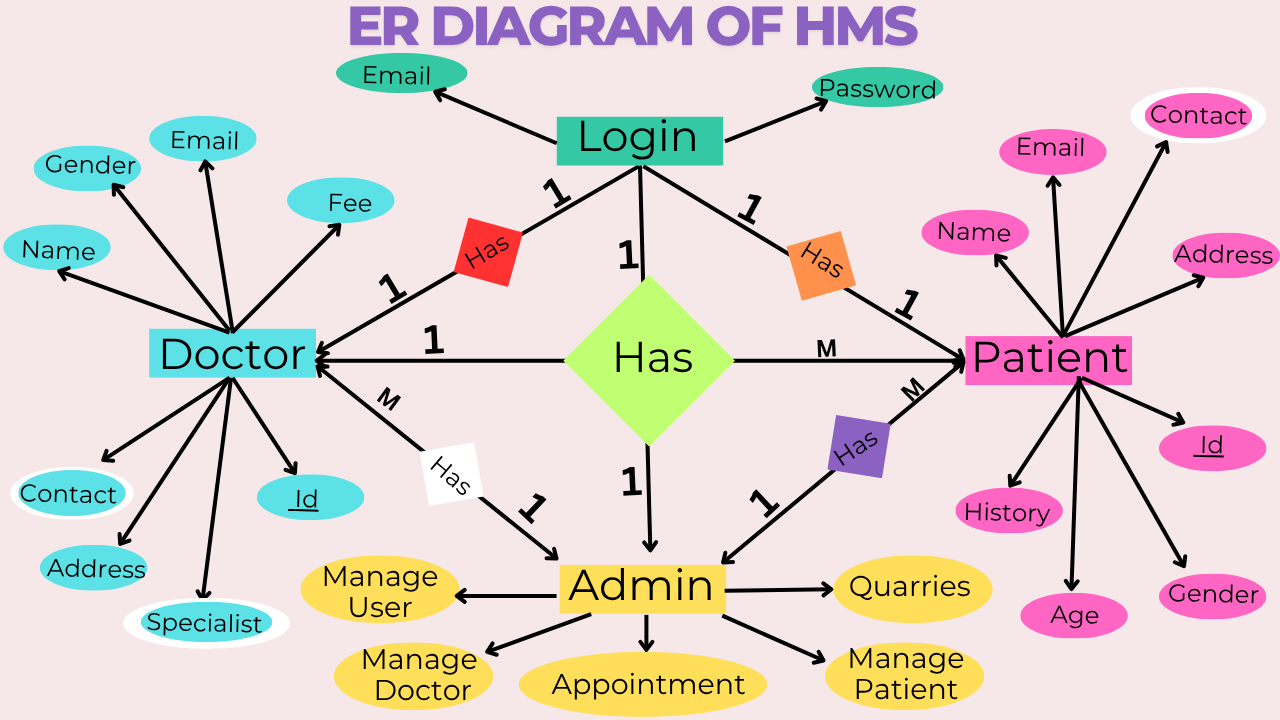 ER DIAGRAM OF HMS
Email
Password
Login
Contact
Email
Gender
Email
Fee
Name
Name
Address
1
1
Has
Has
1
1
1
Doctor
1
Has
M
Patient
M
M
Has
Has
1
1
1
Contact
Id
Address
Specialist
Id
History
Age
Gender
Manage
User
Admin
Quarries
Manage
Doctor
Appointment
Manage
Patient